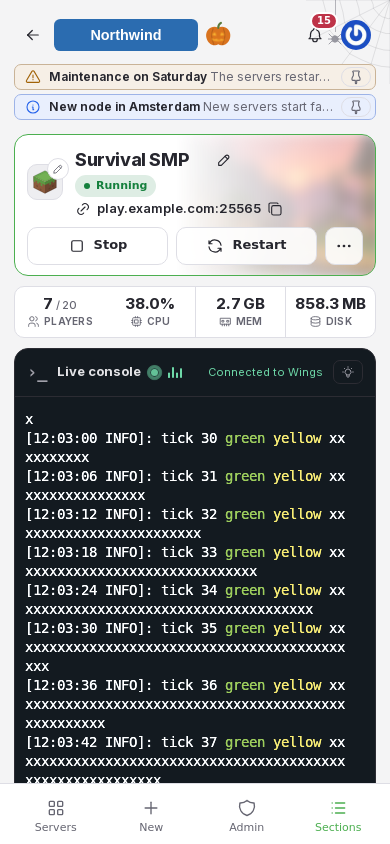 Northwind
15
Maintenance on Saturday The servers restar...
New node in Amsterdam New servers start fa...
Survival SMP
Running
play.example.com:25565
Stop
Restart
7 / 20
PLAYERS
38.0%
CPU
2.7 GB
MEM
858.3 MB
DISK
Live console
Connected to Wings
x
[12:03:00 INFO]: tick 30 green yellow xx
xxxxxxxx
[12:03:06 INFO]: tick 31 green yellow xx
xxxxxxxxxxxxxxx
[12:03:12 INFO]: tick 32 green yellow xx
xxxxxxxxxxxxxxxxxxxxxx
[12:03:18 INFO]: tick 33 green yellow xx
xxxxxxxxxxxxxxxxxxxxxxxxxxxxx
[12:03:24 INFO]: tick 34 green yellow xx
xxxxxxxxxxxxxxxxxxxxxxxxxxxxxxxxxxxx
[12:03:30 INFO]: tick 35 green yellow xx
xxxxxxxxxxxxxxxxxxxxxxxxxxxxxxxxxxxxxxxx
xxx
[12:03:36 INFO]: tick 36 green yellow xx
xxxxxxxxxxxxxxxxxxxxxxxxxxxxxxxxxxxxxxxx
xxxxxxxxxx
[12:03:42 INFO]: tick 37 green yellow xx
xxxxxxxxxxxxxxxxxxxxxxxxxxxxxxxxxxxxxxxx
xxxxxxxxxxxxxxxxx
Servers
New
Admin
Sections